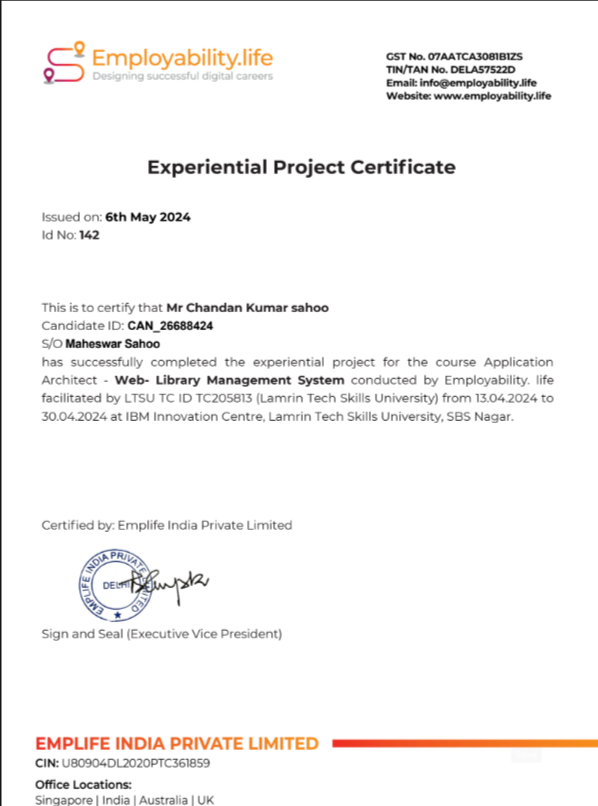 Employability.life
Designing successful digital careers
GST No. 07AATCA3081B1ZS
TIN/TAN No. DELA57522D
Email: info@employability.life
Website: www.employability.life
Experiential Project Certificate
Issued on: 6th May 2024
Id No: 142
This is to certify that Mr Chandan Kumar sahoo
Candidate ID: CAN_26688424
S/O Maheswar Sahoo
has successfully completed the experiential project for the course Application
Architect - Web- Library Management System conducted by Employability. life
facilitated by LTSU TC ID TC205813 (Lamrin Tech Skills University) from 13.04.2024 to
30.04.2024 at IBM Innovation Centre, Lamrin Tech Skills University, SBS Nagar.
Certified by: Emplife India Private Limited
EMPLIFE INDIA PRIVATE LIMITED
DELHI
Sign and Seal (Executive Vice President)
EMPLIFE INDIA PRIVATE LIMITED
CIN: U80904DL2020PTC361859
Office Locations:
Singapore | India | Australia | UK